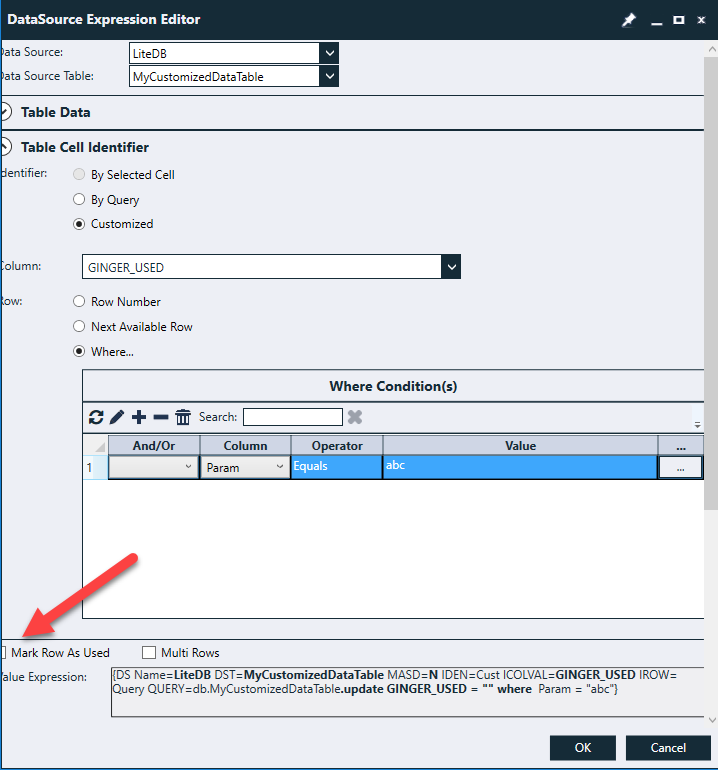 DataSource Expression Editor
Data Source:
LiteDB
Data Source Table:
MyCustomizedDataTable
Table Data
Table Cell Identifier
Identifier:
By Selected Cell
By Query
Customized
Column:
GINGER_USED
Row:
Row Number
Next Available Row
Where...
Where Condition(s)
Search:
And/Or Column Operator Value ...
1 Param Equals abc ...
Mark Row As Used Multi Rows
Value Expression:
{DS Name=LiteDB DST=MyCustomizedDataTable MASD=N IDEN=Cust ICOLVAL=GINGER_USED IROW=
Query QUERY=db.MyCustomizedDataTable.update GINGER_USED = "" where Param = "abc"}
OK Cancel